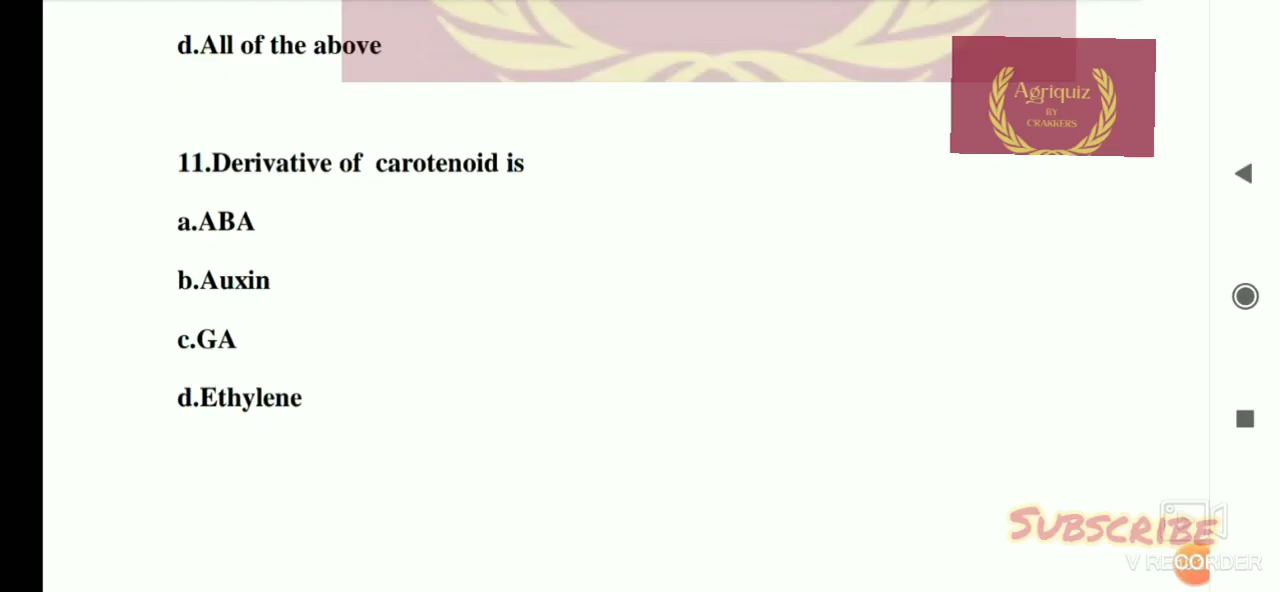 d.All of the above
Agriquiz
BY
CRAKKERS
11.Derivative of  carotenoid is
a.ABA
b.Auxin
c.GA
d.Ethylene
SUBSCRIBE
V RECORDER